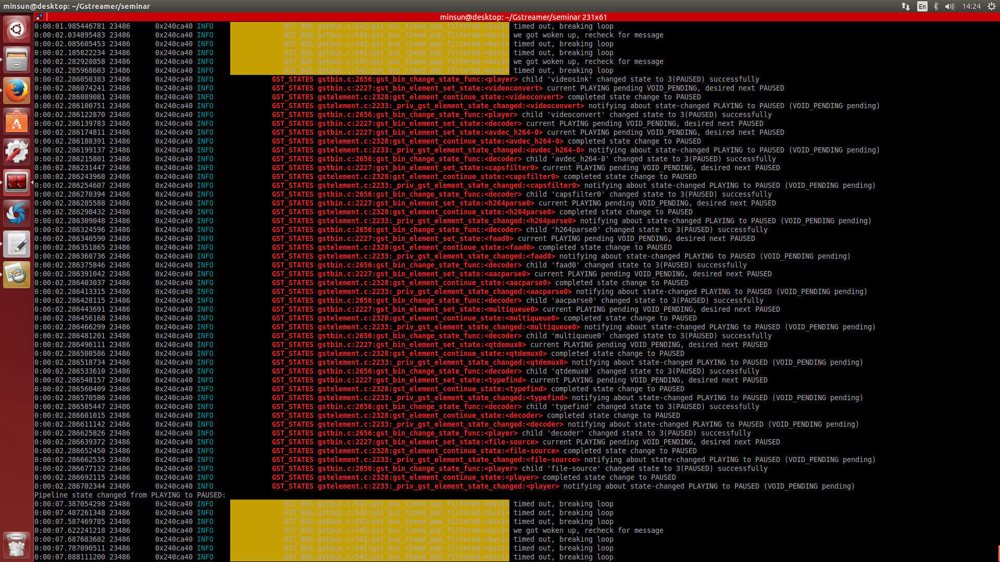 minsun@desktop: ~/Gstreamer/seminar
En
14:24
minsun@desktop: ~/Gstreamer/seminar 231x61
0:00:01.985446781 23486 0x240ca40 INFO GST_BUS gstbus.c:542:gst_bus_timed_pop_filtered:<bus1> timed out, breaking loop
0:00:02.034895483 23486 0x240ca40 INFO GST_BUS gstbus.c:545:gst_bus_timed_pop_filtered:<bus1> we got woken up, recheck for message
0:00:02.085605453 23486 0x240ca40 INFO GST_BUS gstbus.c:542:gst_bus_timed_pop_filtered:<bus1> timed out, breaking loop
0:00:02.185822234 23486 0x240ca40 INFO GST_BUS gstbus.c:542:gst_bus_timed_pop_filtered:<bus1> timed out, breaking loop
0:00:02.282920858 23486 0x240ca40 INFO GST_BUS gstbus.c:545:gst_bus_timed_pop_filtered:<bus1> we got woken up, recheck for message
0:00:02.285968603 23486 0x240ca40 INFO GST_BUS gstbus.c:542:gst_bus_timed_pop_filtered:<bus1> timed out, breaking loop
0:00:02.286050383 23486 0x240ca40 INFO GST_STATES gstbin.c:2656:gst_bin_change_state_func:<player> child 'videosink' changed state to 3(PAUSED) successfully
0:00:02.286074241 23486 0x240ca40 INFO GST_STATES gstbin.c:2227:gst_bin_element_set_state:<videoconvert> current PLAYING pending VOID_PENDING, desired next PAUSED
0:00:02.286089081 23486 0x240ca40 INFO GST_STATES gstelement.c:2328:gst_element_continue_state:<videoconvert> completed state change to PAUSED
0:00:02.286100751 23486 0x240ca40 INFO GST_STATES gstelement.c:2233:_priv_gst_element_state_changed:<videoconvert> notifying about state-changed PLAYING to PAUSED (VOID_PENDING pending)
0:00:02.286122870 23486 0x240ca40 INFO GST_STATES gstbin.c:2656:gst_bin_change_state_func:<player> child 'videoconvert' changed state to 3(PAUSED) successfully
0:00:02.286139783 23486 0x240ca40 INFO GST_STATES gstbin.c:2227:gst_bin_element_set_state:<decoder> current PLAYING pending VOID_PENDING, desired next PAUSED
0:00:02.286174811 23486 0x240ca40 INFO GST_STATES gstbin.c:2227:gst_bin_element_set_state:<avdec_h264-0> current PLAYING pending VOID_PENDING, desired next PAUSED
0:00:02.286188391 23486 0x240ca40 INFO GST_STATES gstelement.c:2328:gst_element_continue_state:<avdec_h264-0> completed state change to PAUSED
0:00:02.286199137 23486 0x240ca40 INFO GST_STATES gstelement.c:2233:_priv_gst_element_state_changed:<avdec_h264-0> notifying about state-changed PLAYING to PAUSED (VOID_PENDING pending)
0:00:02.286215801 23486 0x240ca40 INFO GST_STATES gstbin.c:2656:gst_bin_change_state_func:<decoder> child 'avdec_h264-0' changed state to 3(PAUSED) successfully
0:00:02.286231447 23486 0x240ca40 INFO GST_STATES gstbin.c:2227:gst_bin_element_set_state:<capsfilter0> current PLAYING pending VOID_PENDING, desired next PAUSED
0:00:02.286243968 23486 0x240ca40 INFO GST_STATES gstelement.c:2328:gst_element_continue_state:<capsfilter0> completed state change to PAUSED
0:00:02.286254607 23486 0x240ca40 INFO GST_STATES gstelement.c:2233:_priv_gst_element_state_changed:<capsfilter0> notifying about state-changed PLAYING to PAUSED (VOID_PENDING pending)
0:00:02.286270394 23486 0x240ca40 INFO GST_STATES gstbin.c:2656:gst_bin_change_state_func:<decoder> child 'capsfilter0' changed state to 3(PAUSED) successfully
0:00:02.286285588 23486 0x240ca40 INFO GST_STATES gstbin.c:2227:gst_bin_element_set_state:<h264parse0> current PLAYING pending VOID_PENDING, desired next PAUSED
0:00:02.286298432 23486 0x240ca40 INFO GST_STATES gstelement.c:2328:gst_element_continue_state:<h264parse0> completed state change to PAUSED
0:00:02.286309048 23486 0x240ca40 INFO GST_STATES gstelement.c:2233:_priv_gst_element_state_changed:<h264parse0> notifying about state-changed PLAYING to PAUSED (VOID_PENDING pending)
0:00:02.286324596 23486 0x240ca40 INFO GST_STATES gstbin.c:2656:gst_bin_change_state_func:<decoder> child 'h264parse0' changed state to 3(PAUSED) successfully
0:00:02.286340590 23486 0x240ca40 INFO GST_STATES gstbin.c:2227:gst_bin_element_set_state:<faad0> current PLAYING pending VOID_PENDING, desired next PAUSED
0:00:02.286351865 23486 0x240ca40 INFO GST_STATES gstelement.c:2328:gst_element_continue_state:<faad0> completed state change to PAUSED
0:00:02.286360736 23486 0x240ca40 INFO GST_STATES gstelement.c:2233:_priv_gst_element_state_changed:<faad0> notifying about state-changed PLAYING to PAUSED (VOID_PENDING pending)
0:00:02.286375846 23486 0x240ca40 INFO GST_STATES gstbin.c:2656:gst_bin_change_state_func:<decoder> child 'faad0' changed state to 3(PAUSED) successfully
0:00:02.286391042 23486 0x240ca40 INFO GST_STATES gstbin.c:2227:gst_bin_element_set_state:<aacparse0> current PLAYING pending VOID_PENDING, desired next PAUSED
0:00:02.286403037 23486 0x240ca40 INFO GST_STATES gstelement.c:2328:gst_element_continue_state:<aacparse0> completed state change to PAUSED
0:00:02.286413315 23486 0x240ca40 INFO GST_STATES gstelement.c:2233:_priv_gst_element_state_changed:<aacparse0> notifying about state-changed PLAYING to PAUSED (VOID_PENDING pending)
0:00:02.286428115 23486 0x240ca40 INFO GST_STATES gstbin.c:2656:gst_bin_change_state_func:<decoder> child 'aacparse0' changed state to 3(PAUSED) successfully
0:00:02.286443691 23486 0x240ca40 INFO GST_STATES gstbin.c:2227:gst_bin_element_set_state:<multiqueue0> current PLAYING pending VOID_PENDING, desired next PAUSED
0:00:02.286456168 23486 0x240ca40 INFO GST_STATES gstelement.c:2328:gst_element_continue_state:<multiqueue0> completed state change to PAUSED
0:00:02.286466299 23486 0x240ca40 INFO GST_STATES gstelement.c:2233:_priv_gst_element_state_changed:<multiqueue0> notifying about state-changed PLAYING to PAUSED (VOID_PENDING pending)
0:00:02.286481201 23486 0x240ca40 INFO GST_STATES gstbin.c:2656:gst_bin_change_state_func:<decoder> child 'multiqueue0' changed state to 3(PAUSED) successfully
0:00:02.286496111 23486 0x240ca40 INFO GST_STATES gstbin.c:2227:gst_bin_element_set_state:<qtdemux0> current PLAYING pending VOID_PENDING, desired next PAUSED
0:00:02.286508586 23486 0x240ca40 INFO GST_STATES gstelement.c:2328:gst_element_continue_state:<qtdemux0> completed state change to PAUSED
0:00:02.286518734 23486 0x240ca40 INFO GST_STATES gstelement.c:2233:_priv_gst_element_state_changed:<qtdemux0> notifying about state-changed PLAYING to PAUSED (VOID_PENDING pending)
0:00:02.286533610 23486 0x240ca40 INFO GST_STATES gstbin.c:2656:gst_bin_change_state_func:<decoder> child 'qtdemux0' changed state to 3(PAUSED) successfully
0:00:02.286548157 23486 0x240ca40 INFO GST_STATES gstbin.c:2227:gst_bin_element_set_state:<typefind> current PLAYING pending VOID_PENDING, desired next PAUSED
0:00:02.286560409 23486 0x240ca40 INFO GST_STATES gstelement.c:2328:gst_element_continue_state:<typefind> completed state change to PAUSED
0:00:02.286570586 23486 0x240ca40 INFO GST_STATES gstelement.c:2233:_priv_gst_element_state_changed:<typefind> notifying about state-changed PLAYING to PAUSED (VOID_PENDING pending)
0:00:02.286585447 23486 0x240ca40 INFO GST_STATES gstbin.c:2656:gst_bin_change_state_func:<decoder> child 'typefind' changed state to 3(PAUSED) successfully
0:00:02.286601015 23486 0x240ca40 INFO GST_STATES gstelement.c:2328:gst_element_continue_state:<decoder> completed state change to PAUSED
0:00:02.286611142 23486 0x240ca40 INFO GST_STATES gstelement.c:2233:_priv_gst_element_state_changed:<decoder> notifying about state-changed PLAYING to PAUSED (VOID_PENDING pending)
0:00:02.286625826 23486 0x240ca40 INFO GST_STATES gstbin.c:2656:gst_bin_change_state_func:<player> child 'decoder' changed state to 3(PAUSED) successfully
0:00:02.286639372 23486 0x240ca40 INFO GST_STATES gstbin.c:2227:gst_bin_element_set_state:<file-source> current PLAYING pending VOID_PENDING, desired next PAUSED
0:00:02.286652450 23486 0x240ca40 INFO GST_STATES gstelement.c:2328:gst_element_continue_state:<file-source> completed state change to PAUSED
0:00:02.286662535 23486 0x240ca40 INFO GST_STATES gstelement.c:2233:_priv_gst_element_state_changed:<file-source> notifying about state-changed PLAYING to PAUSED (VOID_PENDING pending)
0:00:02.286677132 23486 0x240ca40 INFO GST_STATES gstbin.c:2656:gst_bin_change_state_func:<player> child 'file-source' changed state to 3(PAUSED) successfully
0:00:02.286692115 23486 0x240ca40 INFO GST_STATES gstelement.c:2328:gst_element_continue_state:<player> completed state change to PAUSED
0:00:02.286702344 23486 0x240ca40 INFO GST_STATES gstelement.c:2233:_priv_gst_element_state_changed:<player> notifying about state-changed PLAYING to PAUSED (VOID_PENDING pending)
Pipeline state changed from PLAYING to PAUSED:
0:00:07.387054298 23486 0x240ca40 INFO GST_BUS gstbus.c:542:gst_bus_timed_pop_filtered:<bus1> timed out, breaking loop
0:00:07.487261348 23486 0x240ca40 INFO GST_BUS gstbus.c:542:gst_bus_timed_pop_filtered:<bus1> timed out, breaking loop
0:00:07.587469785 23486 0x240ca40 INFO GST_BUS gstbus.c:542:gst_bus_timed_pop_filtered:<bus1> timed out, breaking loop
0:00:07.622241218 23486 0x240ca40 INFO GST_BUS gstbus.c:545:gst_bus_timed_pop_filtered:<bus1> we got woken up, recheck for message
0:00:07.687683682 23486 0x240ca40 INFO GST_BUS gstbus.c:542:gst_bus_timed_pop_filtered:<bus1> timed out, breaking loop
0:00:07.787890511 23486 0x240ca40 INFO GST_BUS gstbus.c:542:gst_bus_timed_pop_filtered:<bus1> timed out, breaking loop
0:00:07.888111200 23486 0x240ca40 INFO GST_BUS gstbus.c:542:gst_bus_timed_pop_filtered:<bus1> timed out, breaking loop